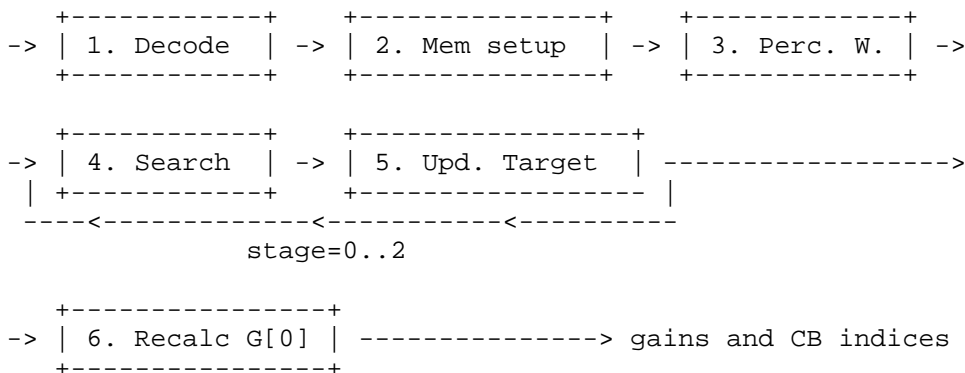 -> | 1. Decode | -> | 2. Mem setup | -> | 3. Perc. W. | ->
-> | 4. Search | -> | 5. Upd. Target | ------------------>
stage=0..2
-> | 6. Recalc G[0] | ---------------> gains and CB indices